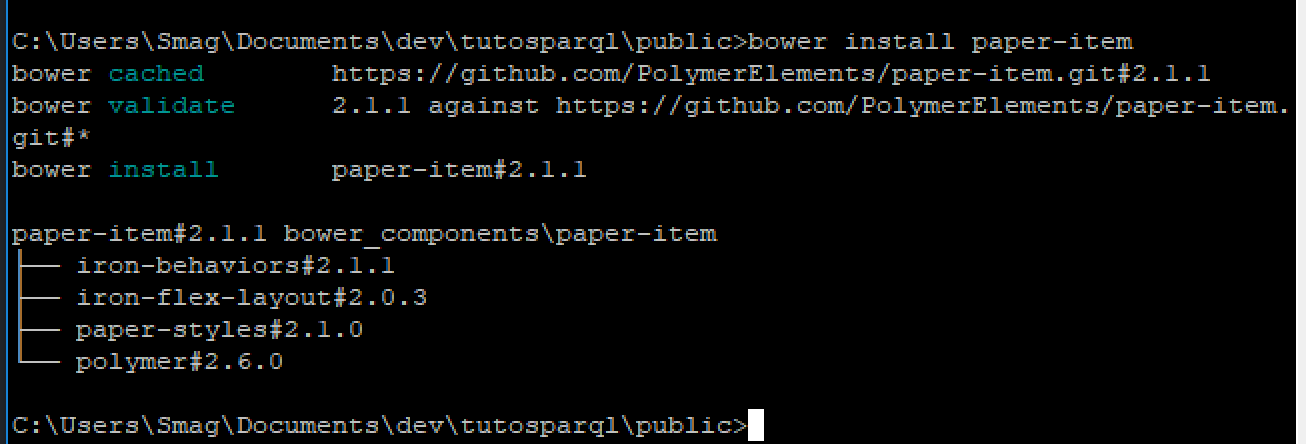 C:\Users\Smag\Documents\dev\tutosparql\public>bower install paper-item
bower cached https://github.com/PolymerElements/paper-item.git#2.1.1
bower validate 2.1.1 against https://github.com/PolymerElements/paper-item.
git#*
bower install paper-item#2.1.1
paper-item#2.1.1 bower_components\paper-item
├── iron-behaviors#2.1.1
├── iron-flex-layout#2.0.3
├── paper-styles#2.1.0
└── polymer#2.6.0
C:\Users\Smag\Documents\dev\tutosparql\public>